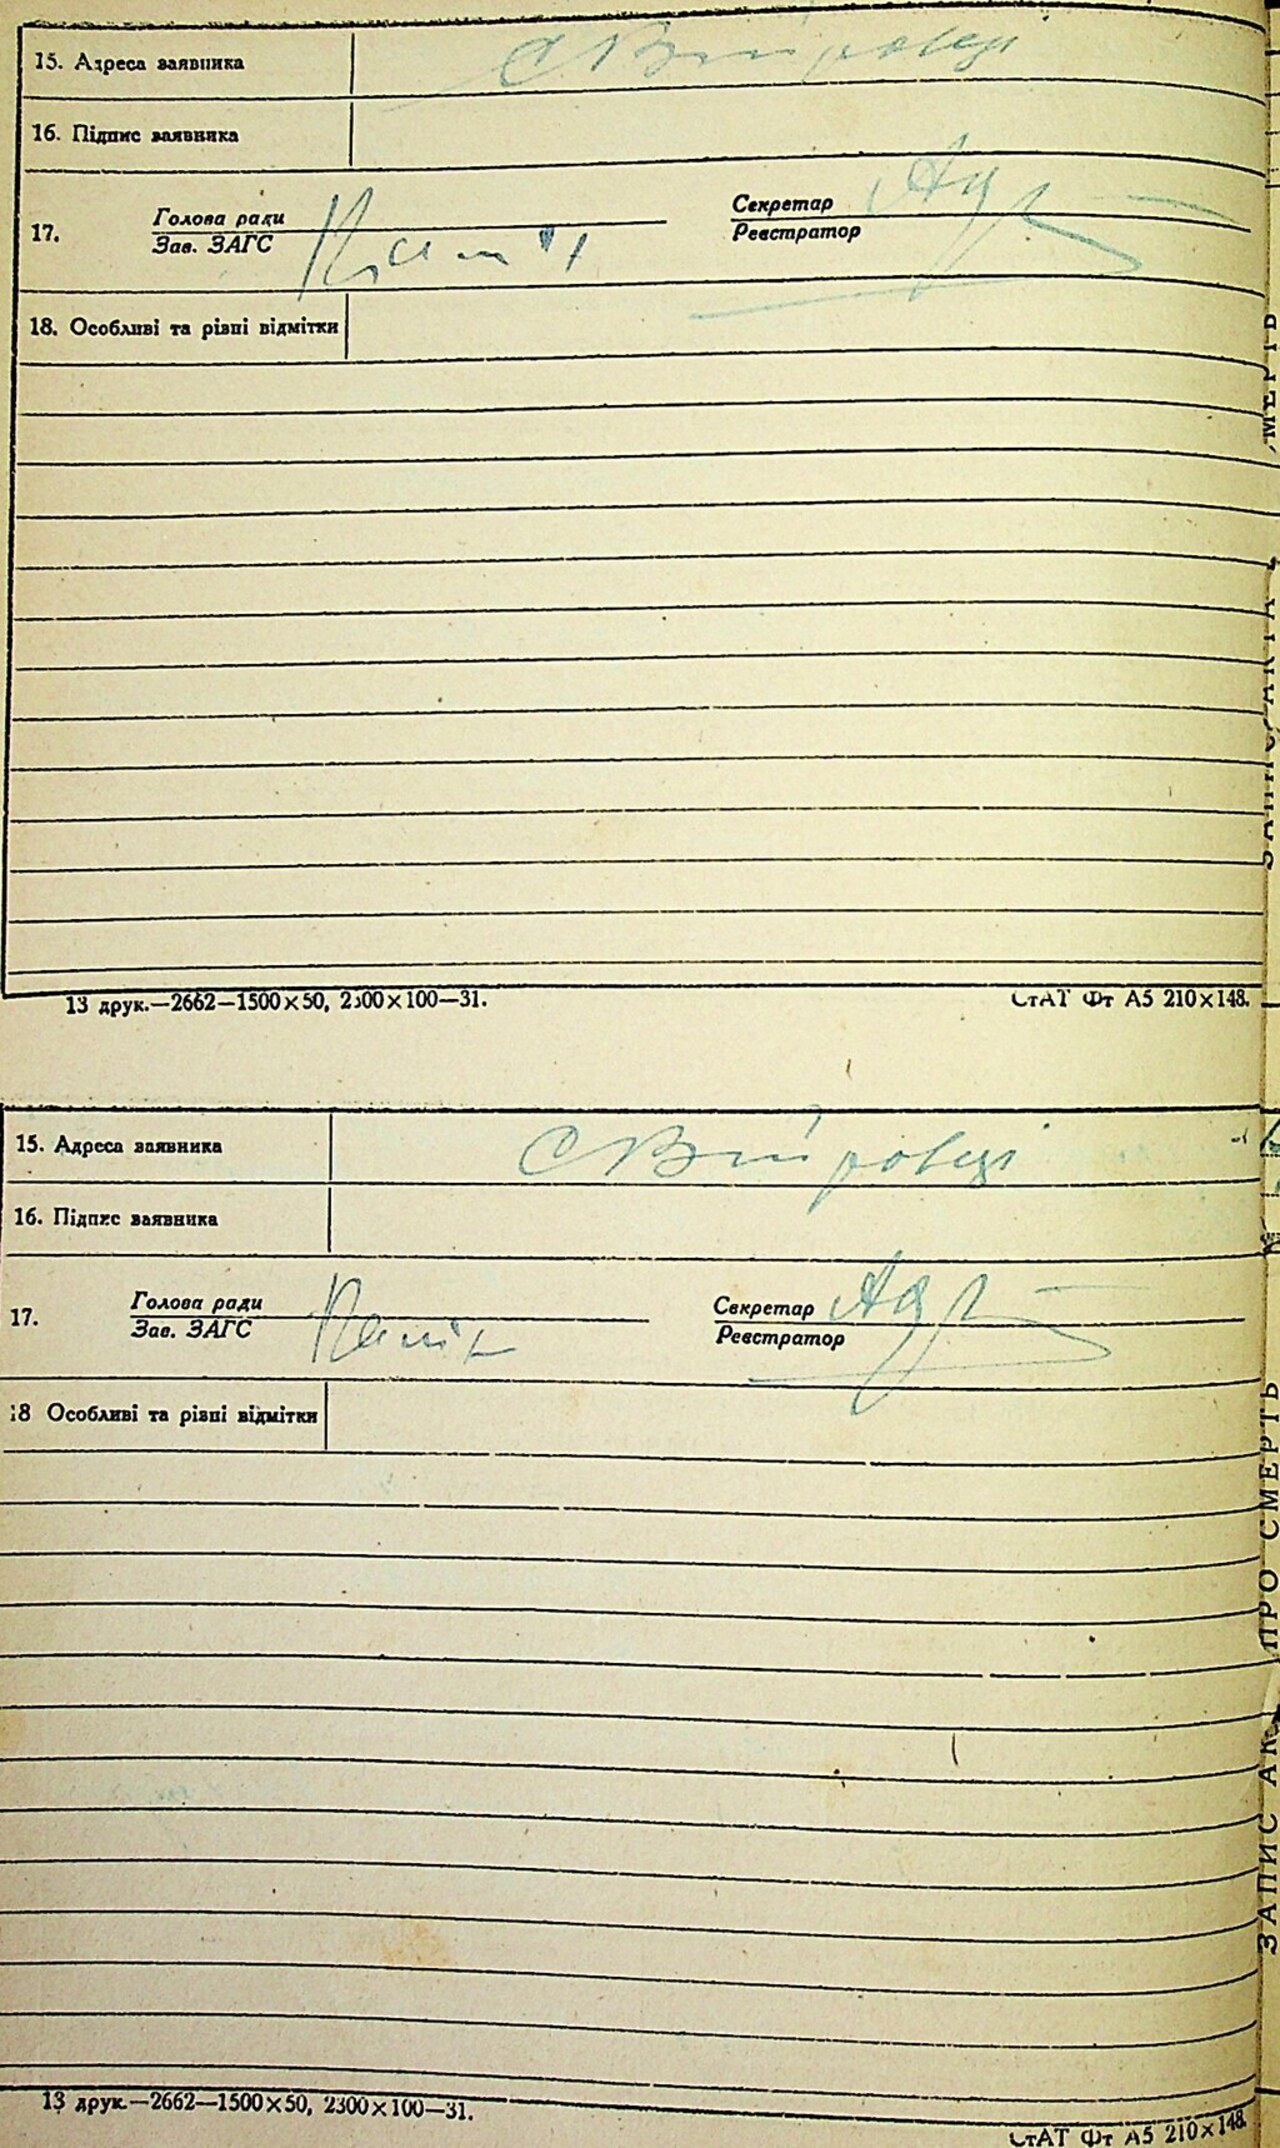 15. Адреса заявника
с Вийровці
16. Підпис заявника
17. Голова ради
Зав. ЗАГС
Секретар
Реєстратор
18. Особливі та різні відмітки
13 друк.—2662—1500×50, 2300×100—31.
СтАТ Фт А5 210×148.
15. Адреса заявника
с Вийровці
16. Підпис заявника
17. Голова ради
Зав. ЗАГС
Секретар
Реєстратор
18 Особливі та різні відмітки
13 друк.—2662—1500×50, 2300×100—31.
СтАТ Фт А5 210×148.
ЗАПИС АК
ПРО СМЕРТЬ